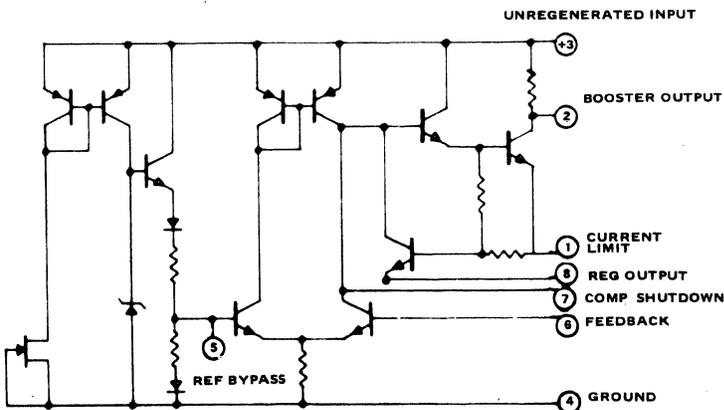 UNREGENERATED INPUT
+3
BOOSTER OUTPUT
2
1
CURRENT
LIMIT
8
REG OUTPUT
7
COMP SHUTDOWN
6
FEEDBACK
5
REF BYPASS
4
GROUND